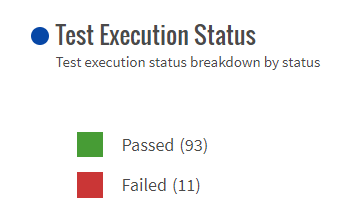 Test Execution Status
Test execution status breakdown by status
Passed (93)
Failed (11)